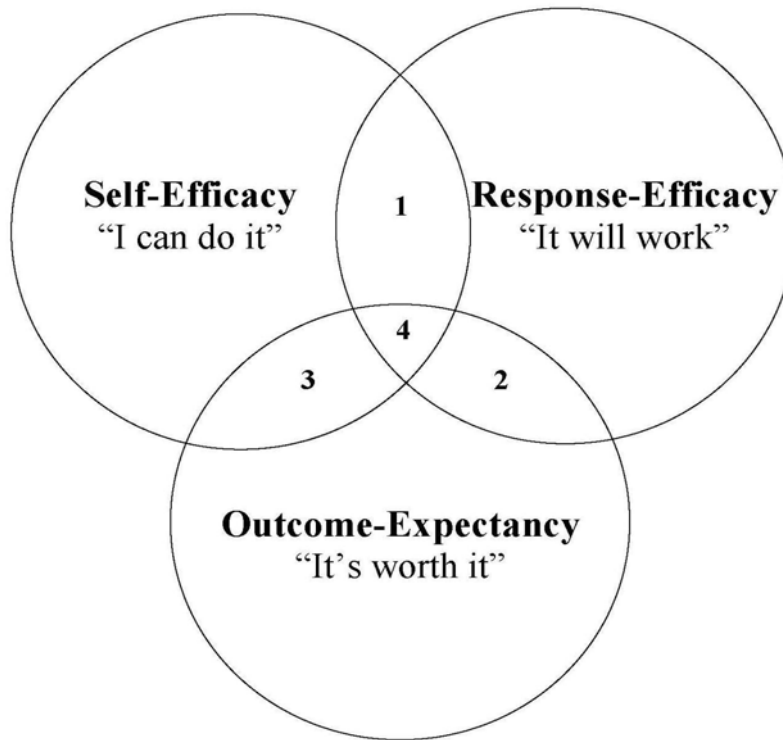 Self-Efficacy
“I can do it”
1
Response-Efficacy
“It will work”
4
3
2
Outcome-Expectancy
“It’s worth it”